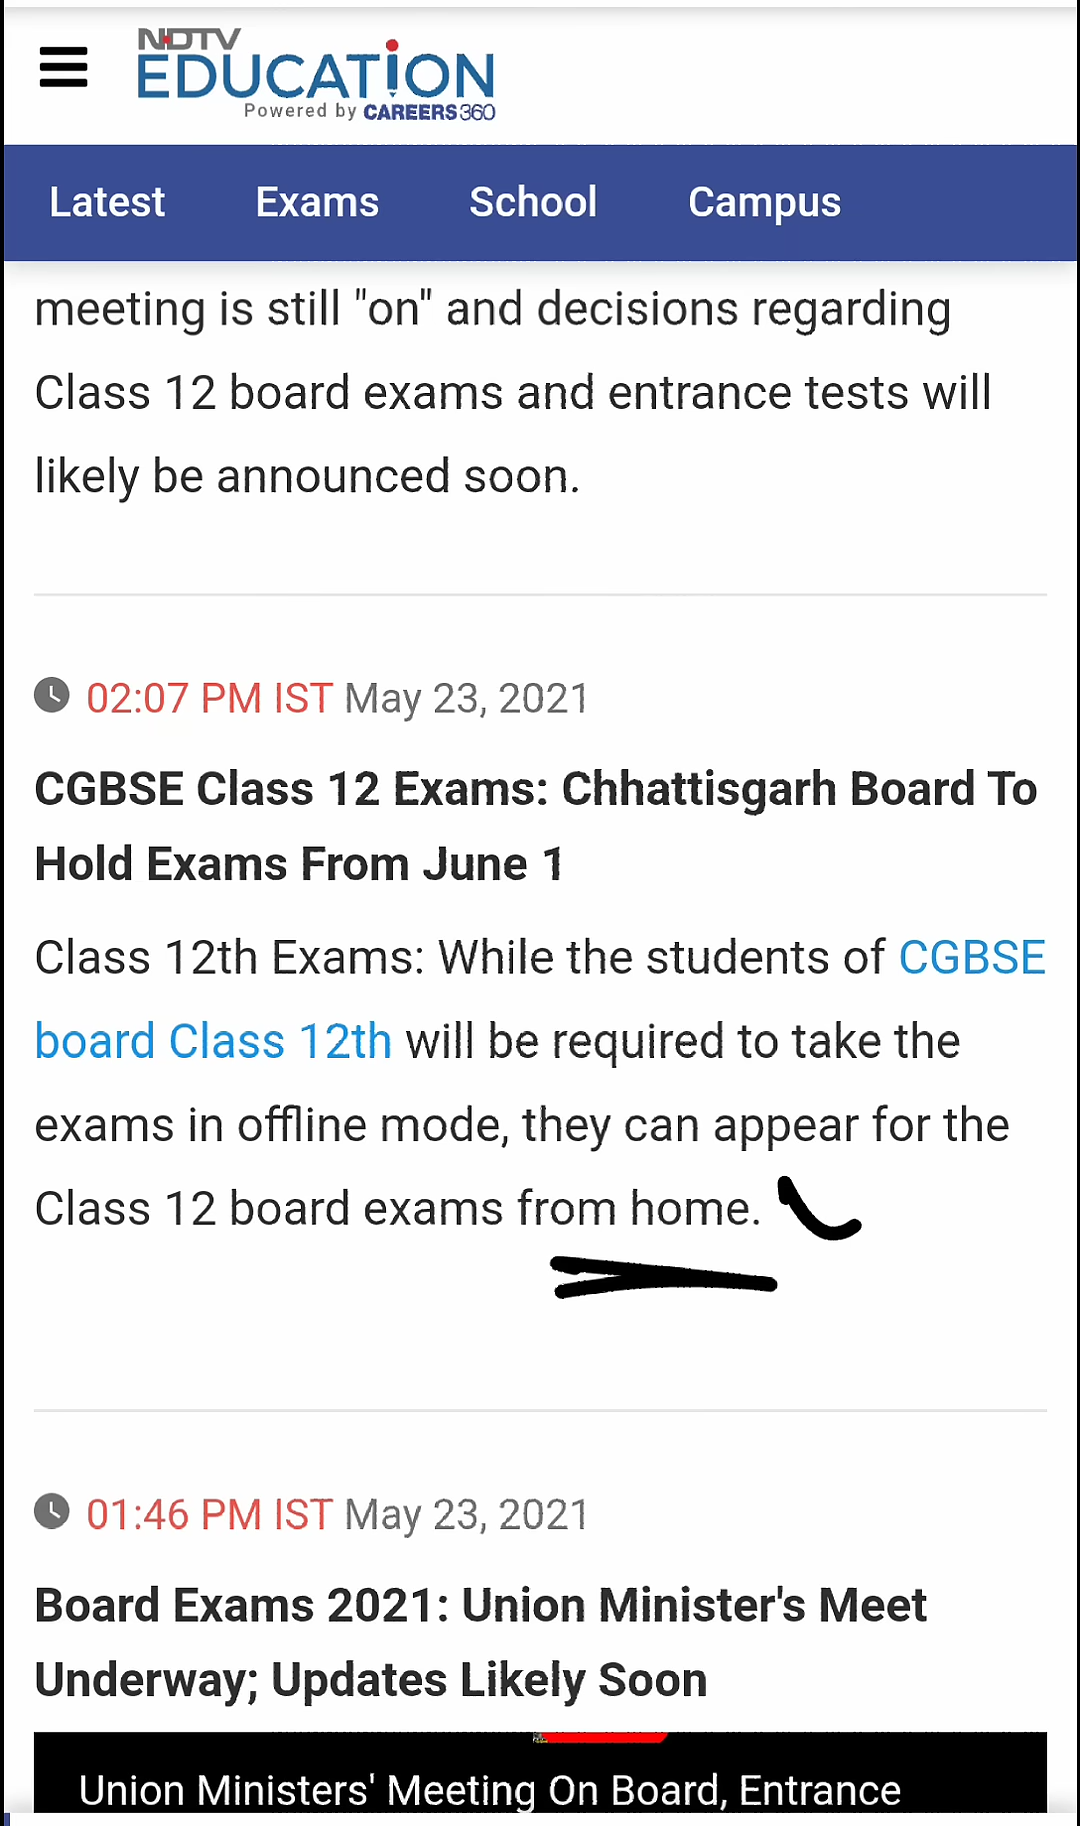 NDTV
EDUCATION
Powered by CAREERS360
Latest Exams School Campus
meeting is still "on" and decisions regarding
Class 12 board exams and entrance tests will
likely be announced soon.
02:07 PM IST May 23, 2021
CGBSE Class 12 Exams: Chhattisgarh Board To
Hold Exams From June 1
Class 12th Exams: While the students of CGBSE
board Class 12th will be required to take the
exams in offline mode, they can appear for the
Class 12 board exams from home.
01:46 PM IST May 23, 2021
Board Exams 2021: Union Minister's Meet
Underway; Updates Likely Soon
Union Ministers' Meeting On Board, Entrance